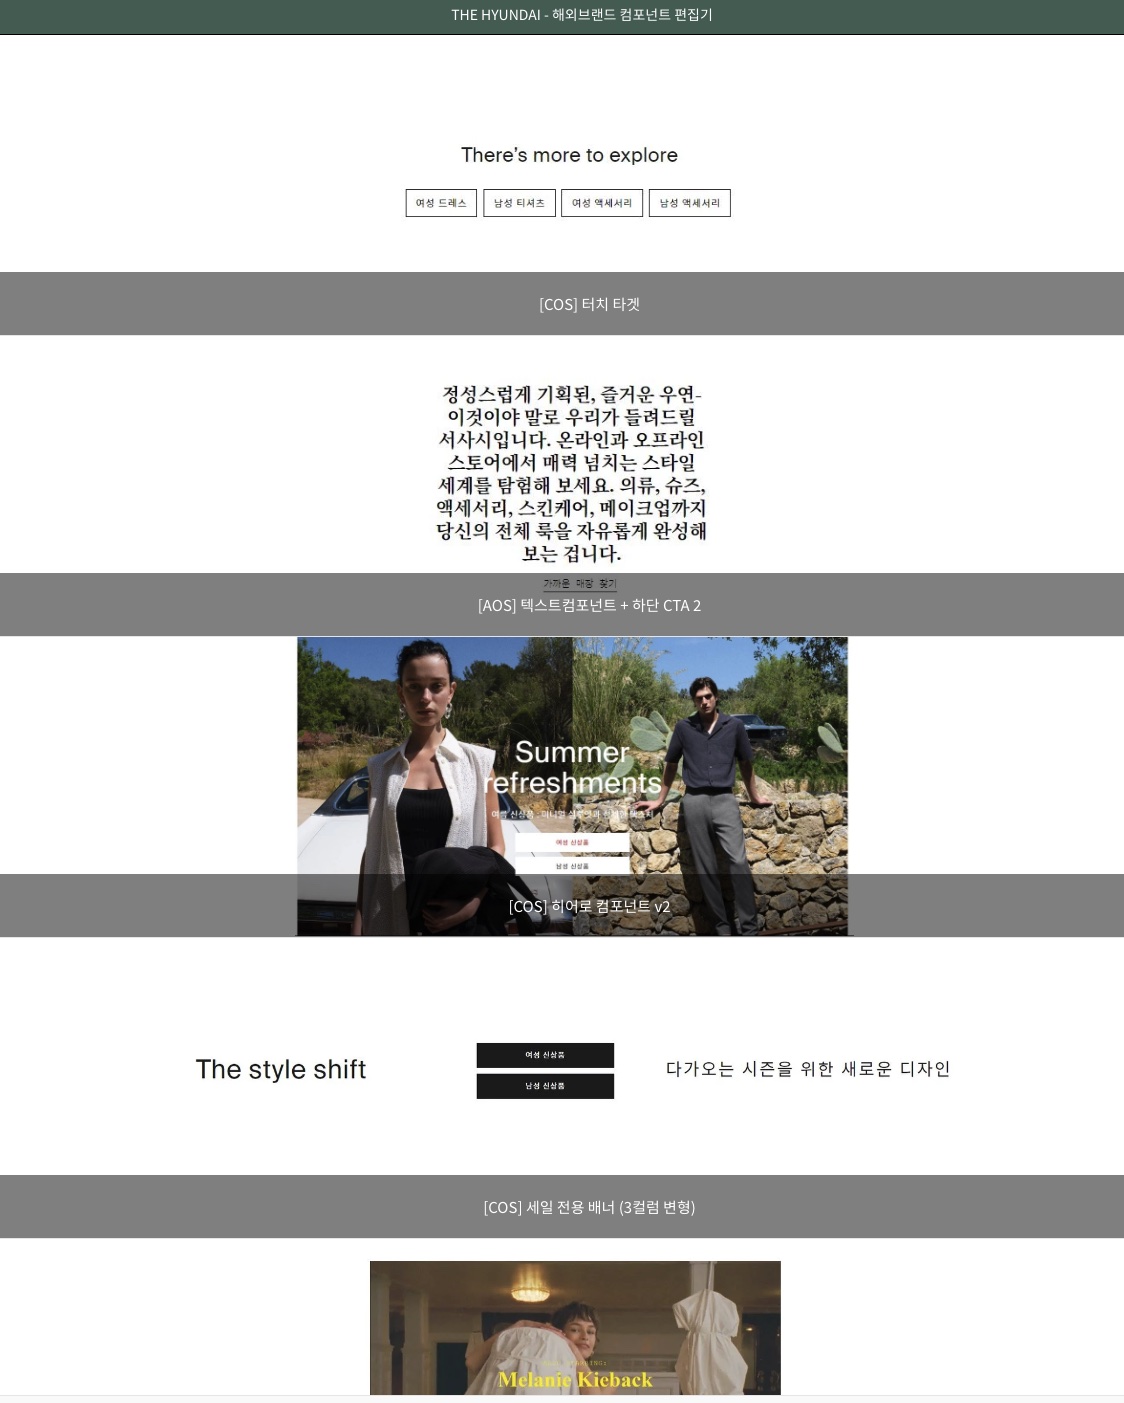 THE HYUNDAI - 해외브랜드 컴포넌트 편집기
There's more to explore
여성 드레스 남성 티셔츠 여성 액세서리 남성 액세서리
[COS] 터치 타겟
정성스럽게 기획된, 즐거운 우연-
이것이야 말로 우리가 들려드릴
서사시입니다. 온라인과 오프라인
스토어에서 매력 넘치는 스타일
세계를 탐험해 보세요. 의류, 슈즈,
액세서리, 스킨케어, 메이크업까지
당신의 전체 룩을 자유롭게 완성해
보는 겁니다.
가까운 매장 찾기
[AOS] 텍스트컴포넌트 + 하단 CTA 2
Summer
refreshments
여름 신상품 - 미니멀
여성 신상품
남성 신상품
[COS] 히어로 컴포넌트 v2
The style shift
여성 신상품
남성 신상품
다가오는 시즌을 위한 새로운 디자인
[COS] 세일 전용 배너 (3컬럼 변형)
Melanie Kieback